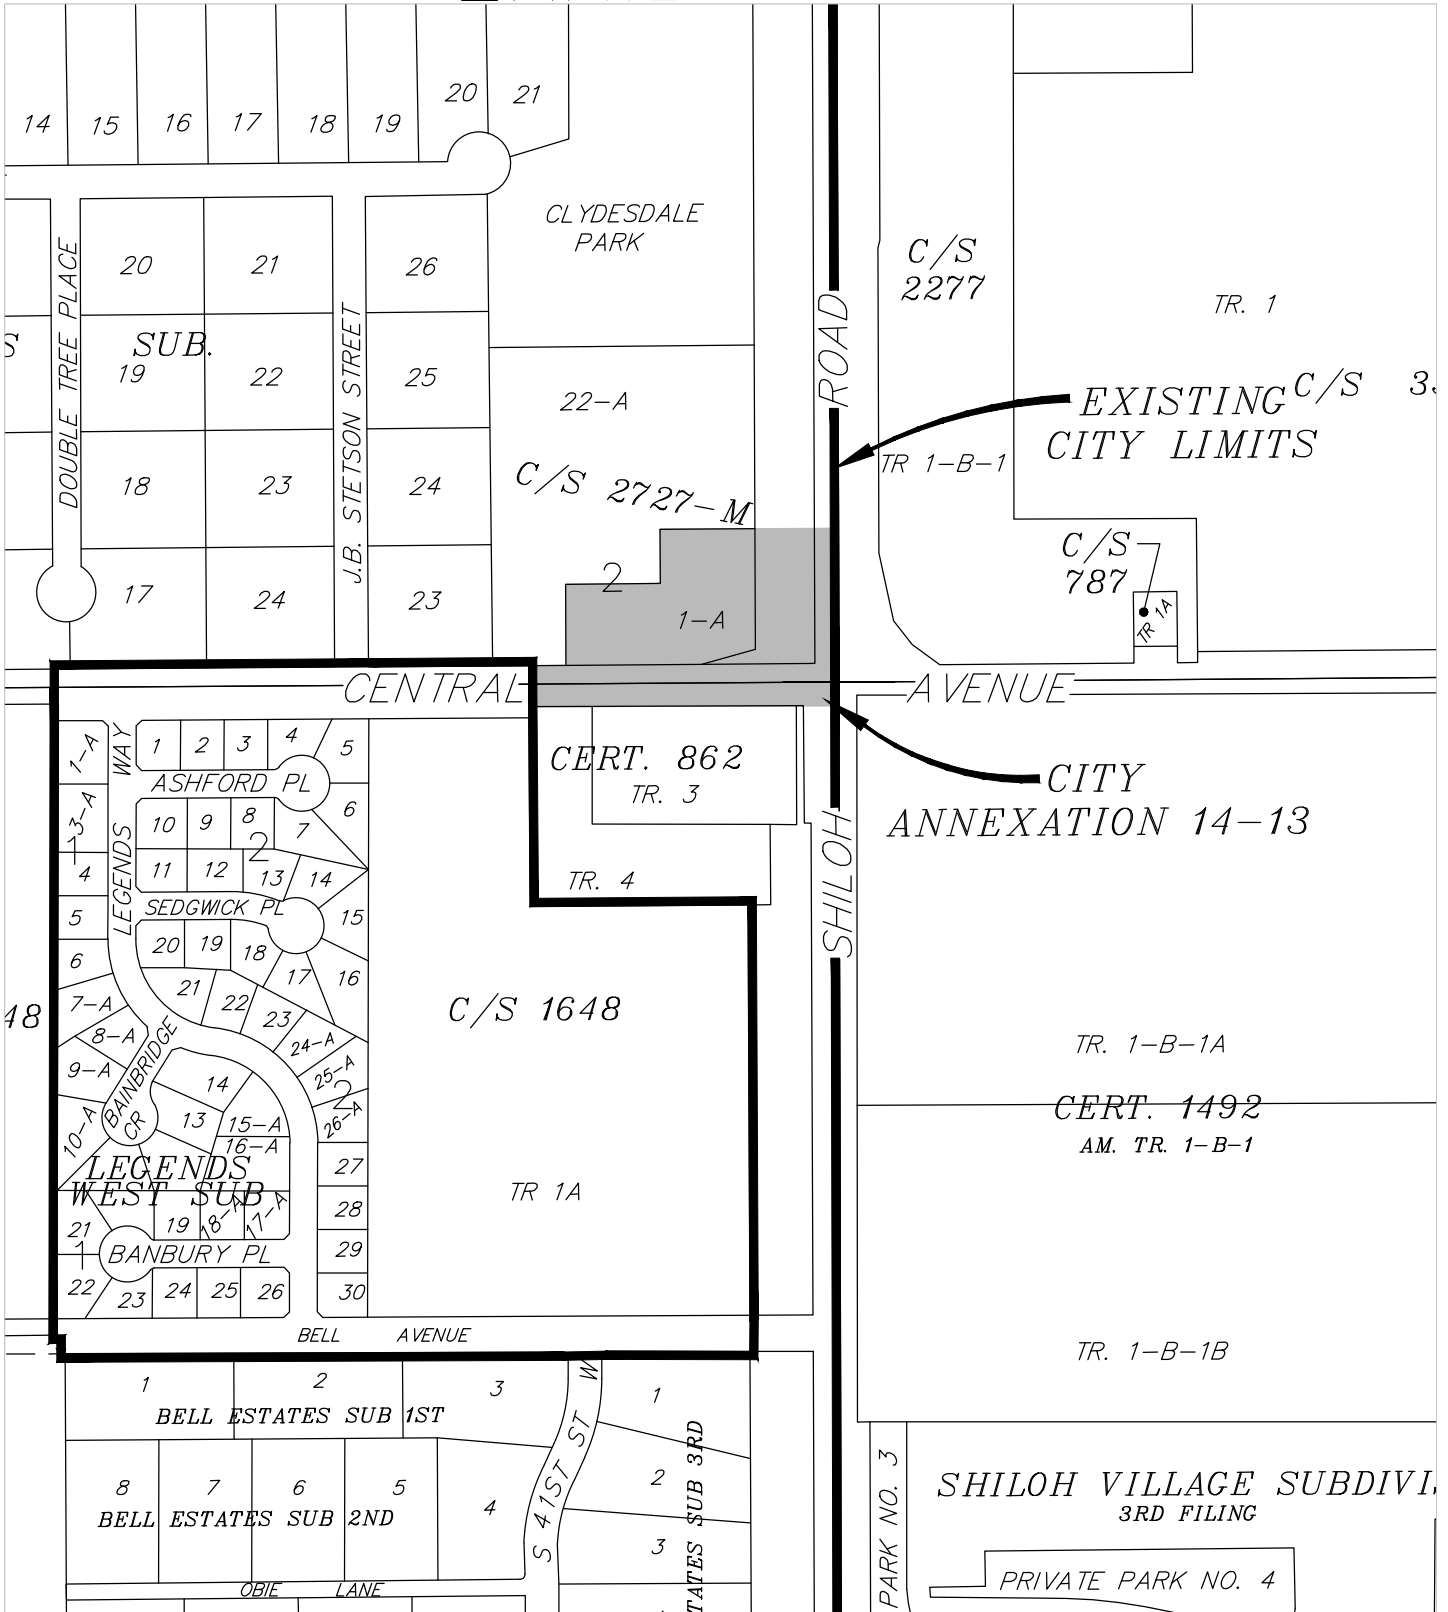 20 21
14 15 16 17 18 19
CLYDESDALE
PARK
C/S
2277
20 21 26
TR. 1
DOUBLE TREE PLACE
J.B. STETSON STREET
ROAD
S SUB.
19 22 25
22-A
EXISTING
CITY LIMITS
C/S
TR 1-B-1
C/S 2727-M
18 23 24
C/S
787
TR 1A
2
17 24 23
1-A
CENTRAL AVENUE
1-A
WAY
1 2 3 4 5
CERT. 862
TR. 3
CITY
ANNEXATION 14-13
ASHFORD PL
3-A
1
10 9 8 7 6
2
LEGENDS
SHILOH
4
11 12 13 14
TR. 4
5
SEDGWICK PL
15
20 19 18
6
17 16
7-A
21 22 23
C/S 1648
48
8-A
24-A
TR. 1-B-1A
9-A
BAINBRIDGE
CR
14
25-A
2
26-A
CERT. 1492
AM. TR. 1-B-1
10-A
13 15-A
16-A
LEGENDS
WEST SUB
27
TR 1A
28
21
19 18-A 17-A
1
BANBURY PL
29
22 23 24 25 26 30
BELL AVENUE
TR. 1-B-1B
1 2 3
S 41ST ST W
1
BELL ESTATES SUB 1ST
TATES SUB 3RD
8 7 6 5 4
2
BELL ESTATES SUB 2ND
PARK NO. 3
SHILOH VILLAGE SUBDIVI
3RD FILING
3
OBIE LANE
PRIVATE PARK NO. 4